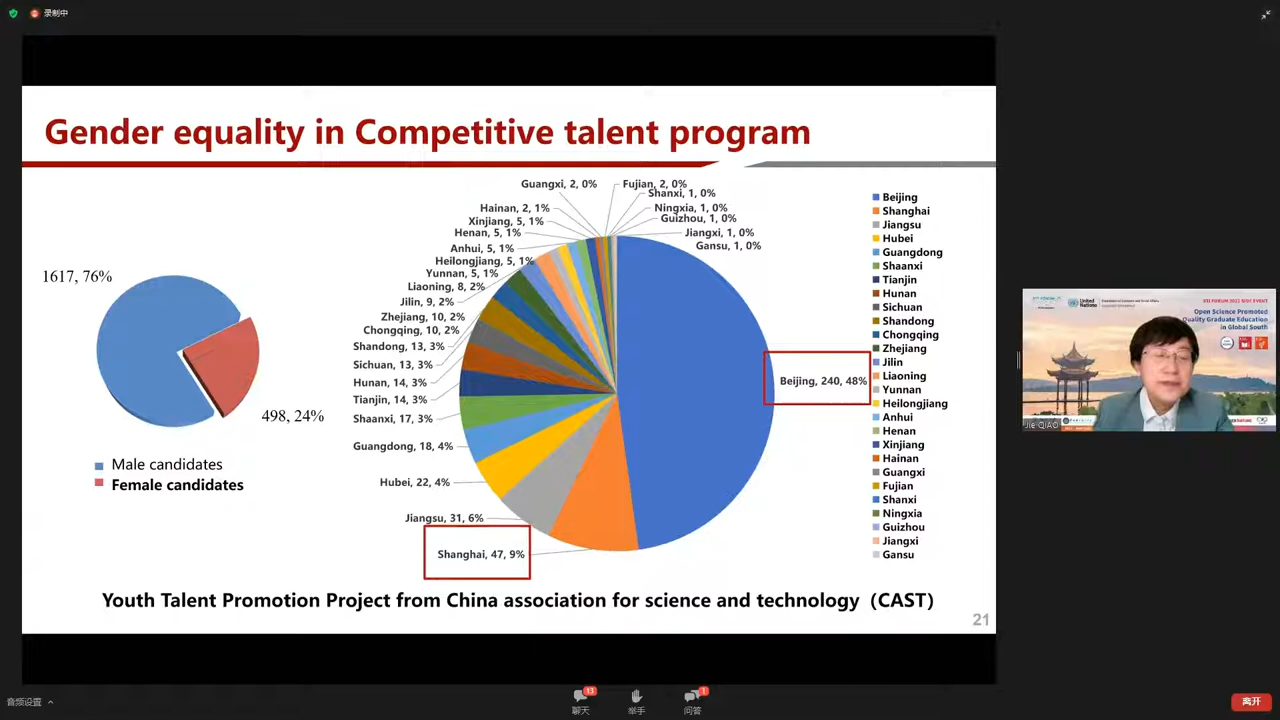 录制中
Gender equality in Competitive talent program
1617, 76%
498, 24%
Male candidates
Female candidates
Guangxi, 2, 0%
Fujian, 2, 0%
Shanxi, 1, 0%
Hainan, 2, 1%
Ningxia, 1, 0%
Xinjiang, 5, 1%
Guizhou, 1, 0%
Henan, 5, 1%
Jiangxi, 1, 0%
Anhui, 5, 1%
Gansu, 1, 0%
Heilongjiang, 5, 1%
Yunnan, 5, 1%
Liaoning, 8, 2%
Jilin, 9, 2%
Zhejiang, 10, 2%
Chongqing, 10, 2%
Shandong, 13, 3%
Sichuan, 13, 3%
Hunan, 14, 3%
Tianjin, 14, 3%
Shaanxi, 17, 3%
Guangdong, 18, 4%
Hubei, 22, 4%
Jiangsu, 31, 6%
Shanghai, 47, 9%
Beijing, 240, 48%
Beijing
Shanghai
Jiangsu
Hubei
Guangdong
Shaanxi
Tianjin
Hunan
Sichuan
Shandong
Chongqing
Zhejiang
Jilin
Liaoning
Yunnan
Heilongjiang
Anhui
Henan
Xinjiang
Hainan
Guangxi
Fujian
Shanxi
Ningxia
Guizhou
Jiangxi
Gansu
Youth Talent Promotion Project from China association for science and technology（CAST）
21
United
Nations
STI FORUM 2022 SIDE EVENT
Open Science Promoted
Quality Graduate Education
in Global South
Jie QIAO
音频设置
13
聊天
举手
1
问答
离开